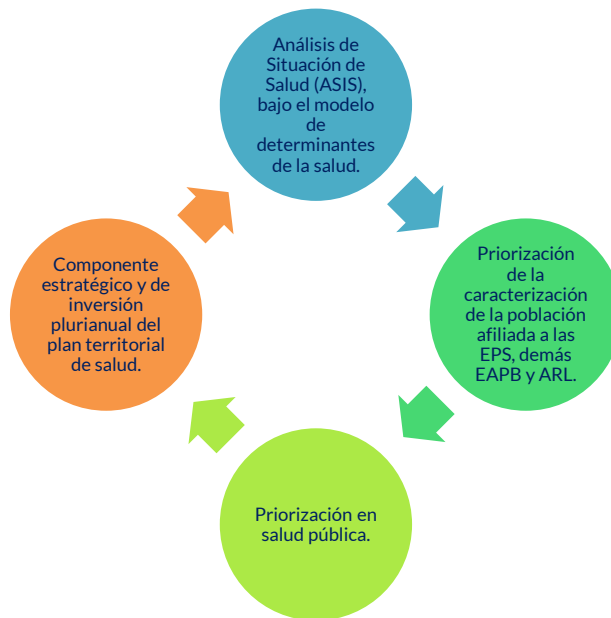 Análisis de
Situación de
Salud (ASIS),
bajo el modelo
de
determinantes
de la salud.
Priorización
de la
caracterización
de la población
afiliada a las
EPS, demás
EAPB y ARL.
Priorización en
salud pública.
Componente
estratégico y de
inversión
plurianual del
plan territorial
de salud.